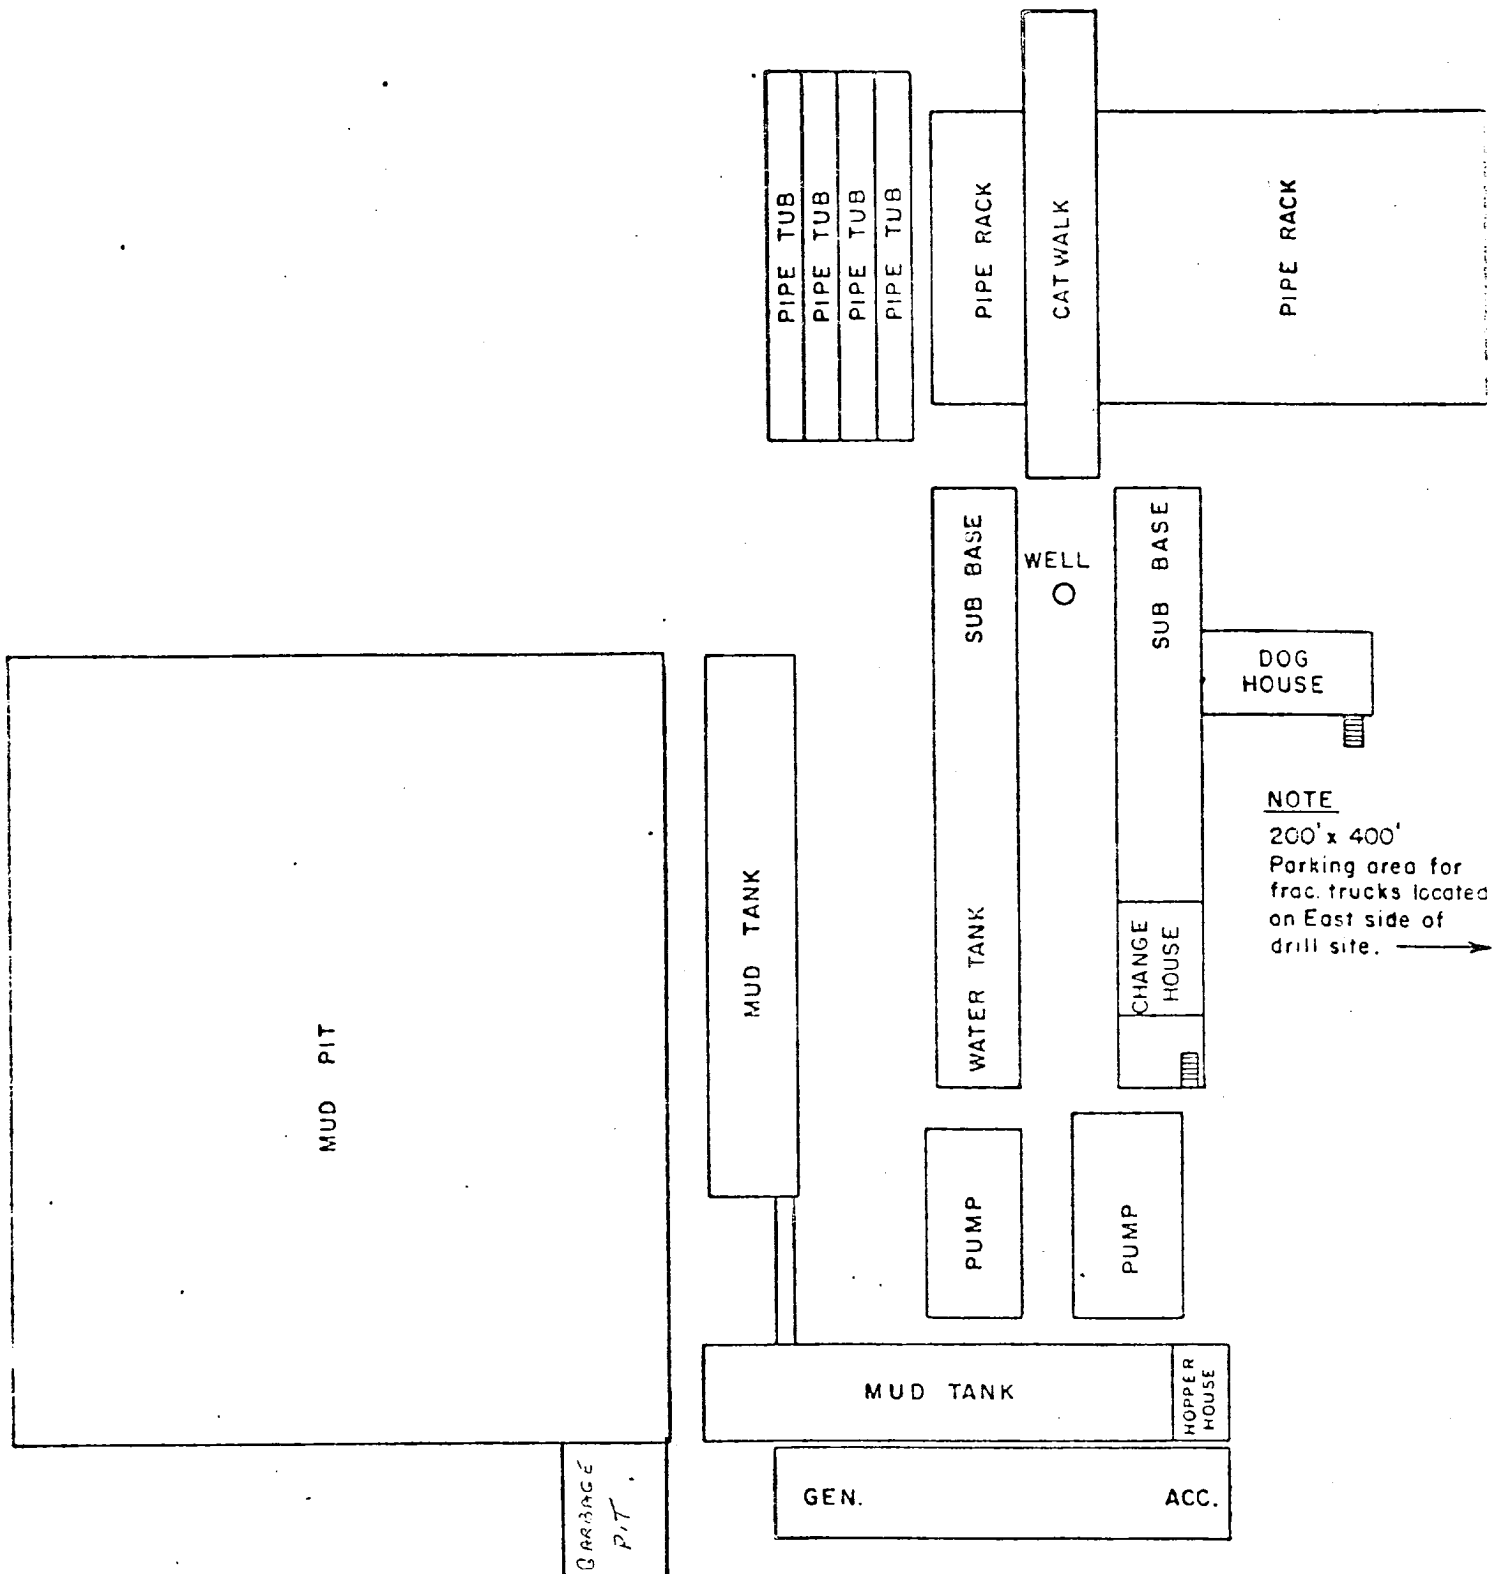 PIPE TUB
PIPE TUB
PIPE TUB
PIPE TUB
PIPE RACK
CATWALK
PIPE RACK
SUB BASE
WELL
SUB BASE
DOG
HOUSE
NOTE
200' x 400'
Parking area for
frac. trucks located
on East side of
drill site.
MUD TANK
WATER TANK
CHANGE
HOUSE
MUD PIT
PUMP
PUMP
MUD TANK
HOPPER
HOUSE
GARBAGE
PIT.
GEN.
ACC.